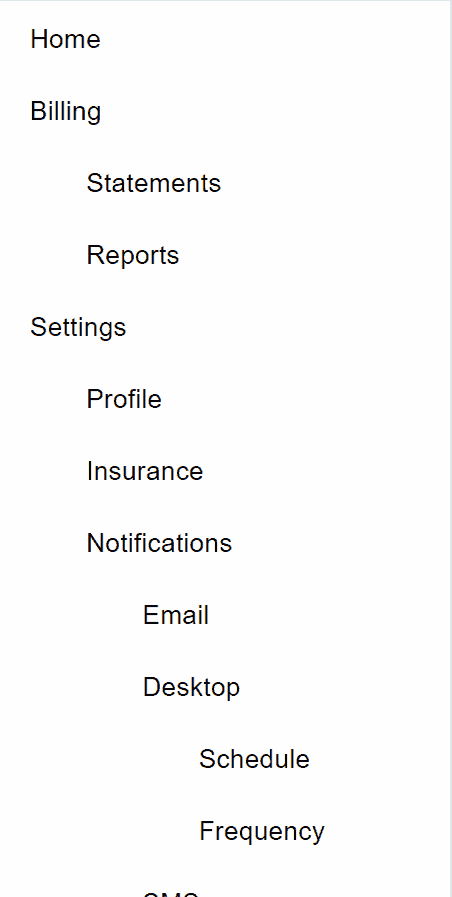 Home
Billing
Statements
Reports
Settings
Profile
Insurance
Notifications
Email
Desktop
Schedule
Frequency